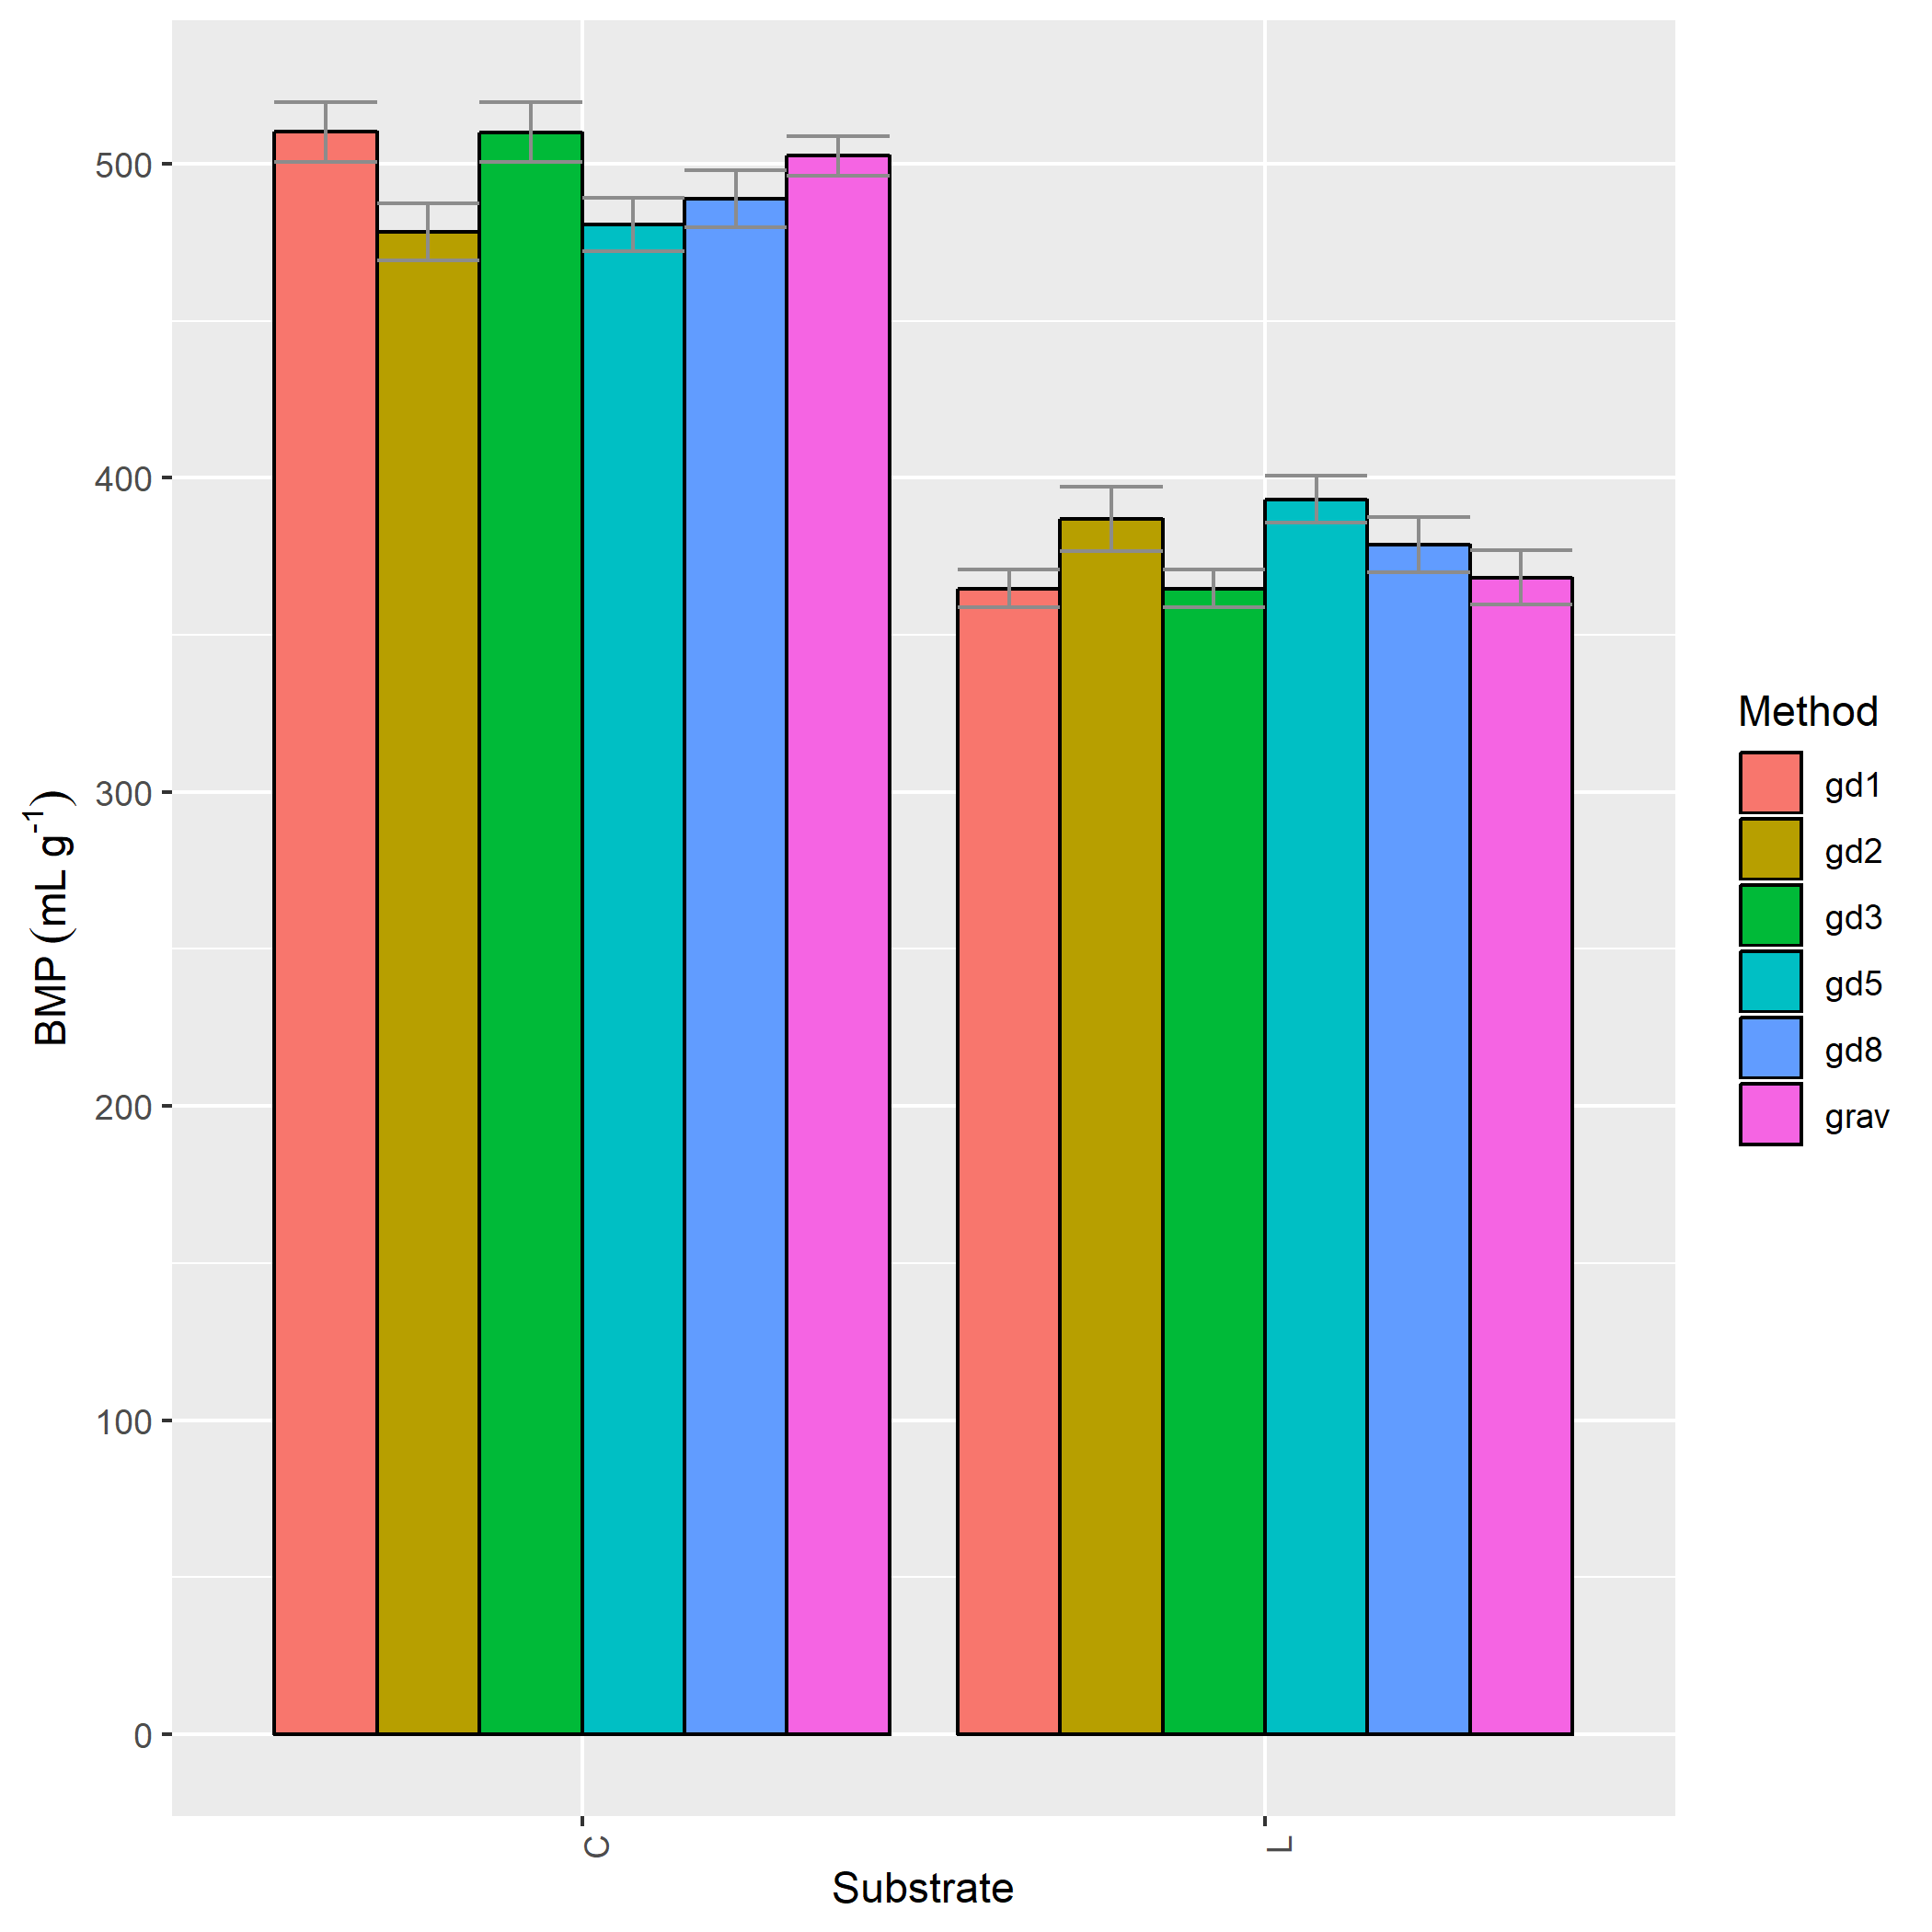 BMP (mL g⁻¹)
500
400
300
200
100
0
C
L
Substrate
Method
gd1
gd2
gd3
gd5
gd8
grav